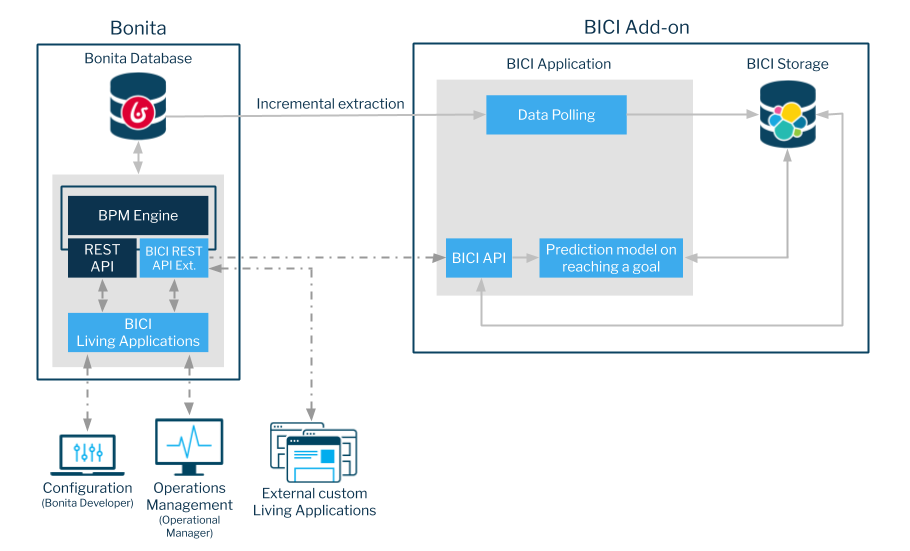 Bonita
BICI Add-on
Bonita Database
BICI Application
BICI Storage
Incremental extraction
Data Polling
BPM Engine
REST
API
BICI REST
API Ext.
BICI API
Prediction model on
reaching a goal
BICI
Living Applications
Configuration
(Bonita Developer)
Operations
Management
(Operational
Manager)
External custom
Living Applications